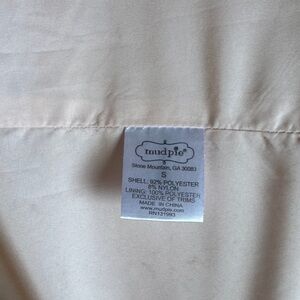 mudpie®
Stone Mountain, GA 30083
S
SHELL: 92% POLYESTER
8% NYLON
LINING: 100% POLYESTER
EXCLUSIVE OF TRIMS
MADE IN CHINA
www.mudpie.com
RN131993